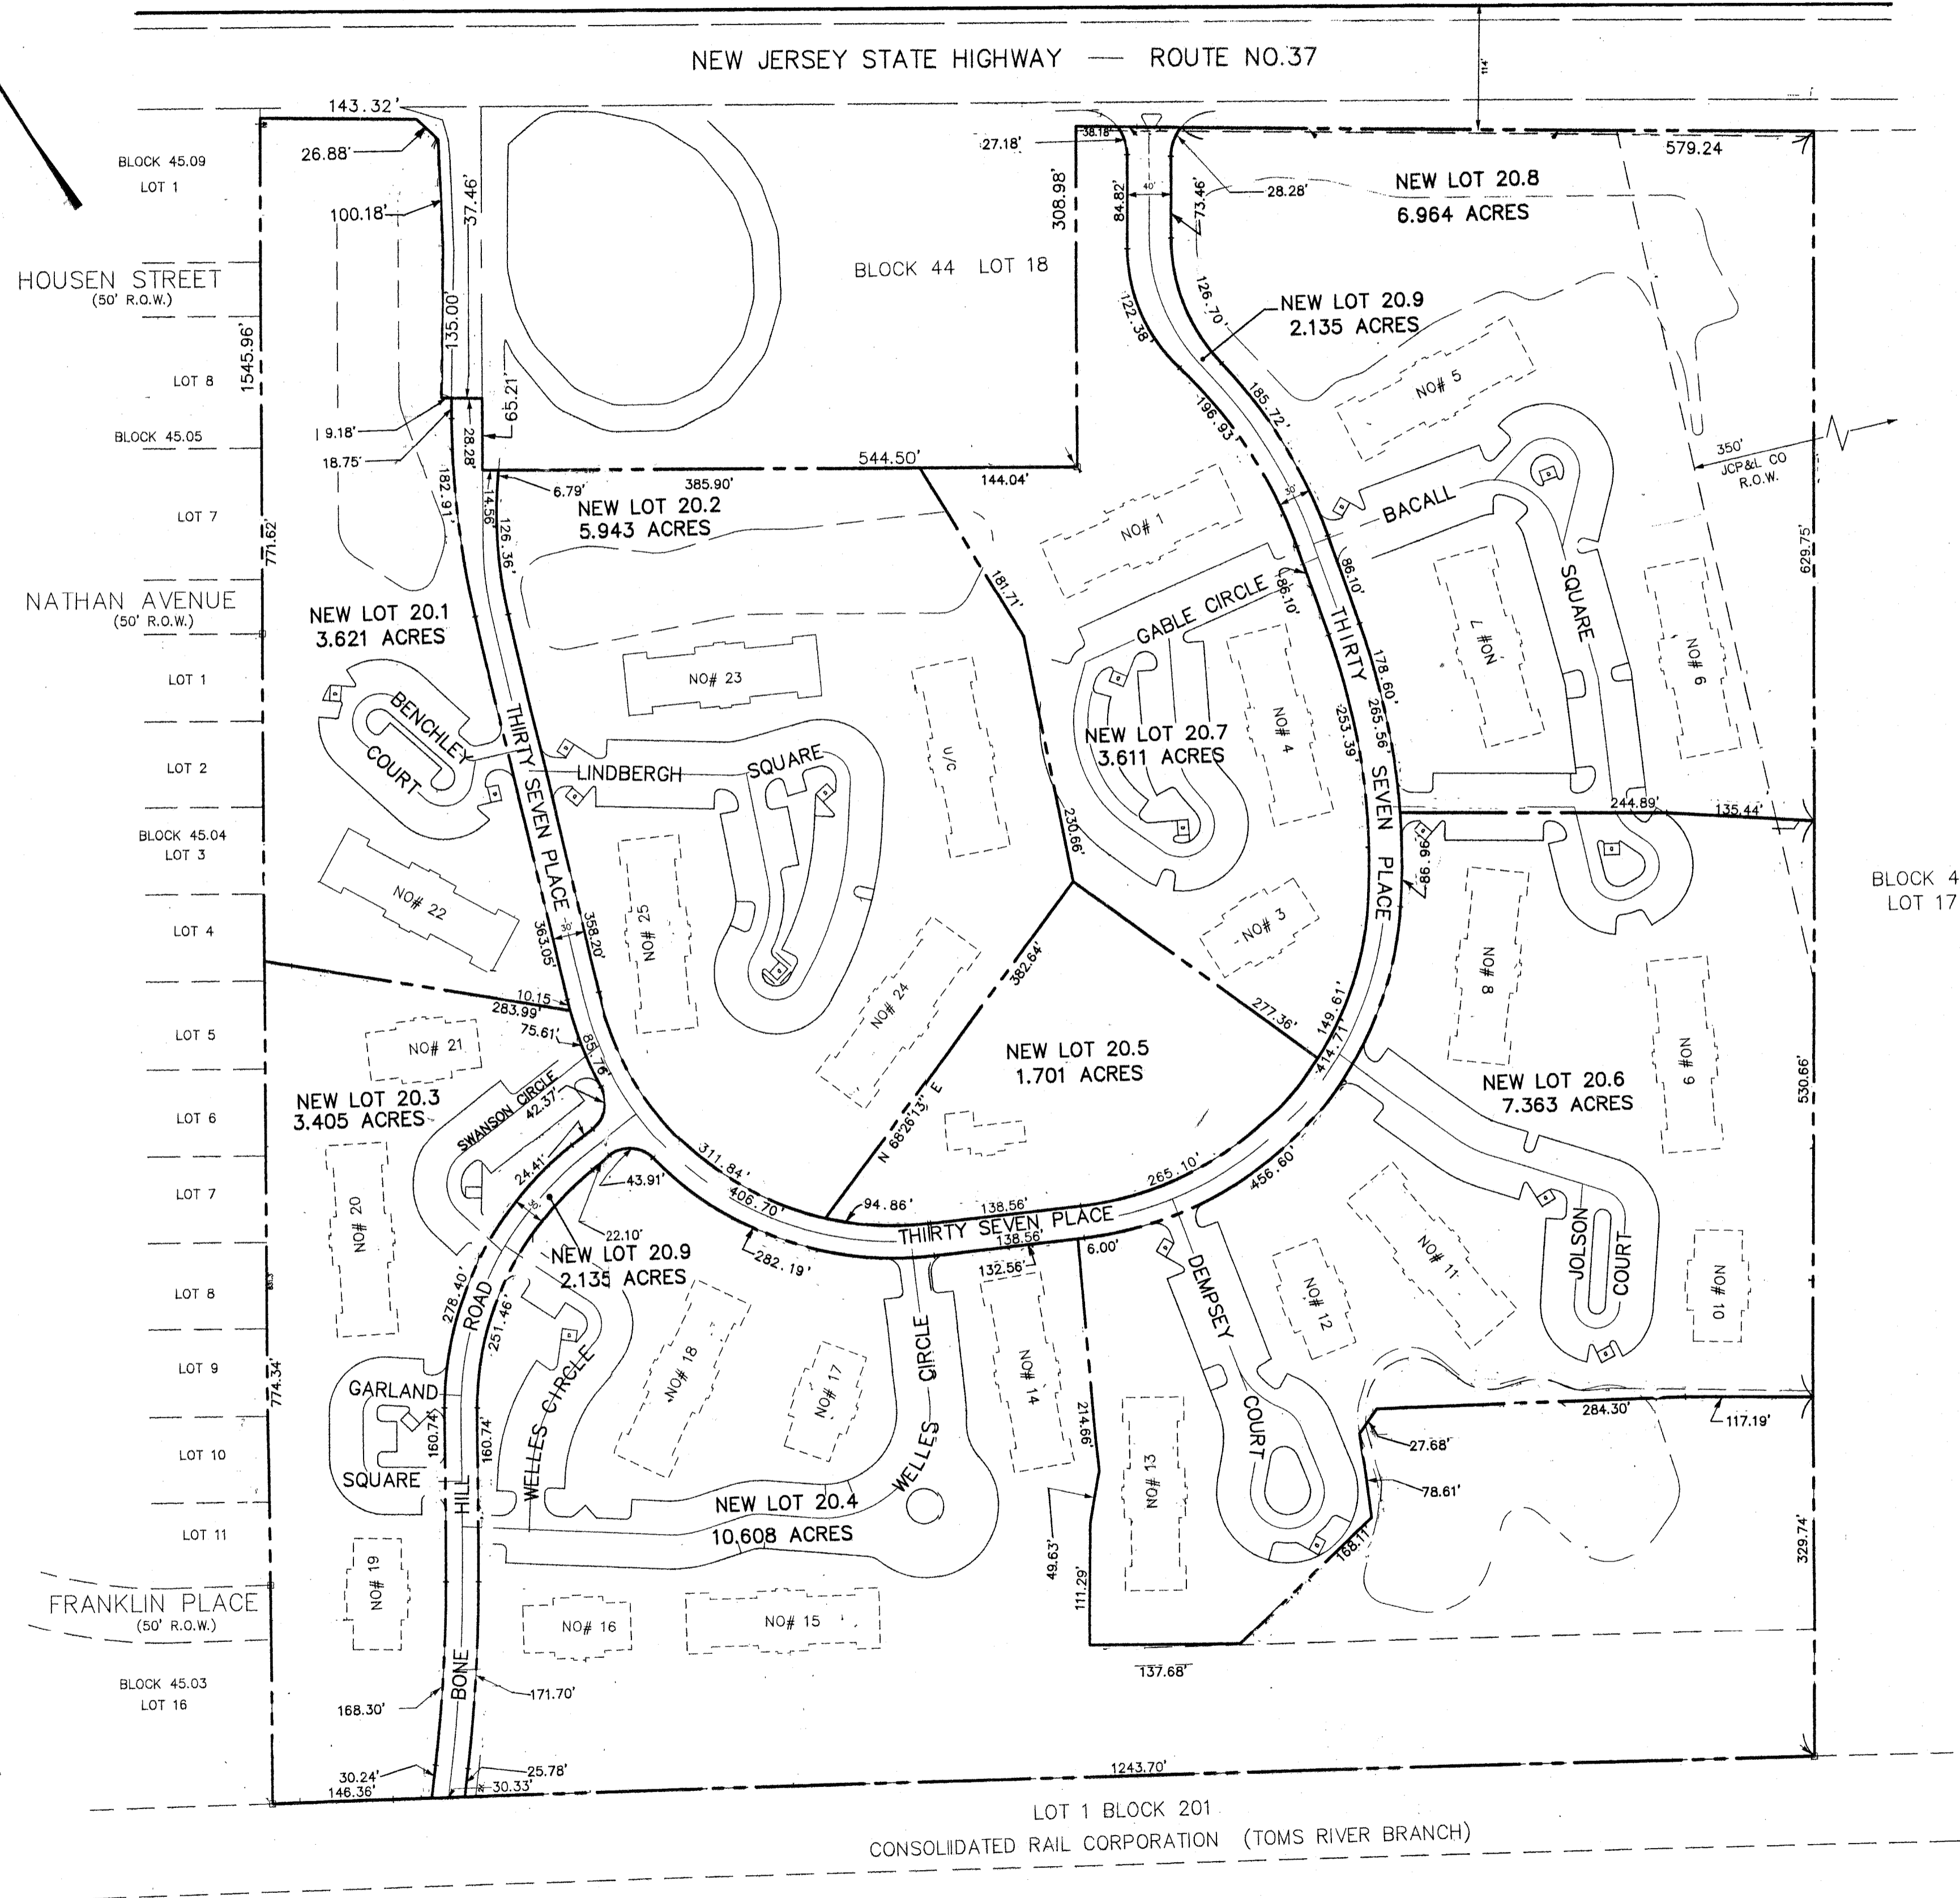 NEW JERSEY STATE HIGHWAY — ROUTE NO.37
114'
143.32'
26.88'
BLOCK 45.09
LOT 1
100.18'
37.46'
27.18'
38.18'
308.98'
84.82'
40'
73.46'
28.28'
579.24
NEW LOT 20.8
6.964 ACRES
HOUSEN STREET
(50' R.O.W.)
BLOCK 44 LOT 18
135.00'
1545.96'
122.38'
126.70'
NEW LOT 20.9
2.135 ACRES
LOT 8
65.21'
NO# 5
185.72'
196.93'
BLOCK 45.05
9.18'
18.75'
28.28'
544.50'
144.04'
350'
JCP&L CO
R.O.W.
6.79'
385.90'
182.91'
14.56'
126.36'
NEW LOT 20.2
5.943 ACRES
LOT 7
771.62'
NO# 1
30'
BACALL
SQUARE
86.10'
86.10'
629.75'
181.71'
GABLE CIRCLE
NATHAN AVENUE
(50' R.O.W.)
NEW LOT 20.1
3.621 ACRES
THIRTY
SEVEN
PLACE
NO# 7
NO# 6
178.60'
265.56'
253.39'
LOT 1
NO# 23
U/C
NO# 4
NEW LOT 20.7
3.611 ACRES
BENCHLEY
COURT
THIRTY SEVEN PLACE
LINDBERGH
SQUARE
LOT 2
244.89'
135.44'
BLOCK 45.04
LOT 3
230.66'
86.96'
BLOCK 4
LOT 17
NO# 22
NO# 25
LOT 4
363.05'
30'
358.20'
NO# 3
NO# 8
382.64'
NO# 24
10.15
283.99'
75.61'
85.76'
277.36'
149.61'
414.71'
LOT 5
NO# 21
NEW LOT 20.5
1.701 ACRES
NO# 9
NEW LOT 20.6
7.363 ACRES
530.66'
NEW LOT 20.3
3.405 ACRES
SWANSON CIRCLE
42.37'
LOT 6
N 68°26'13" E
24.41'
43.91'
311.84'
406.70'
265.10'
456.60'
LOT 7
NO# 20
30'
22.10'
94.86'
138.56'
THIRTY SEVEN PLACE
138.56'
6.00'
132.56'
282.19'
NEW LOT 20.9
2.135 ACRES
JOLSON
COURT
NO# 11
NO# 12
NO# 10
DEMPSEY
COURT
LOT 8
278.40'
ROAD
251.46'
WELLES CIRCLE
NO# 18
NO# 17
WELLES CIRCLE
NO# 14
LOT 9
774.34'
GARLAND
SQUARE
160.74'
160.74'
214.66'
284.30'
117.19'
27.68'
LOT 10
HILL
78.61'
NO# 13
NEW LOT 20.4
10.608 ACRES
LOT 11
49.63'
168.11'
329.74'
NO# 19
111.29'
FRANKLIN PLACE
(50' R.O.W.)
NO# 16
NO# 15
137.68'
BONE
BLOCK 45.03
LOT 16
168.30'
171.70'
30.24'
146.36'
25.78'
30.33'
1243.70'
LOT 1 BLOCK 201
CONSOLIIDATED RAIL CORPORATION (TOMS RIVER BRANCH)